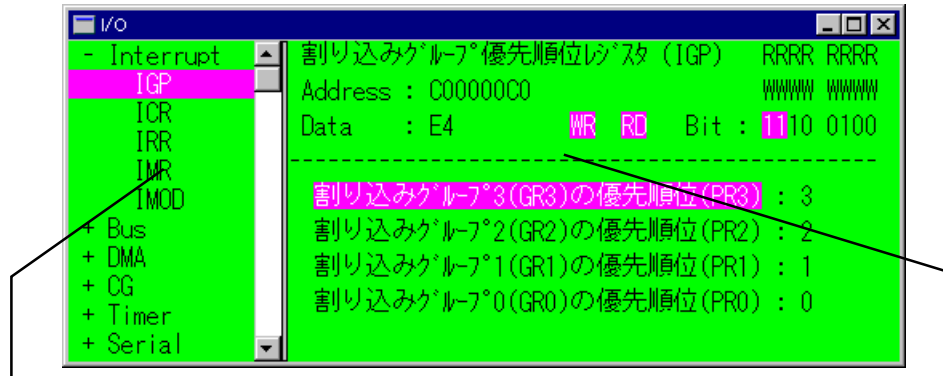 I/O
- Interrupt
IGP
ICR
IRR
IMR
IMOD
+ Bus
+ DMA
+ CG
+ Timer
+ Serial
割り込みｸﾞﾙｰﾌﾟ優先順位ﾚｼﾞｽﾀ (IGP) RRRR RRRR
Address : C00000C0 WWWW WWWW
Data : E4 WR RD Bit : 1110 0100
----------------------------------------------------------
割り込みｸﾞﾙｰﾌﾟ3(GR3)の優先順位(PR3) : 3
割り込みｸﾞﾙｰﾌﾟ2(GR2)の優先順位(PR2) : 2
割り込みｸﾞﾙｰﾌﾟ1(GR1)の優先順位(PR1) : 1
割り込みｸﾞﾙｰﾌﾟ0(GR0)の優先順位(PR0) : 0